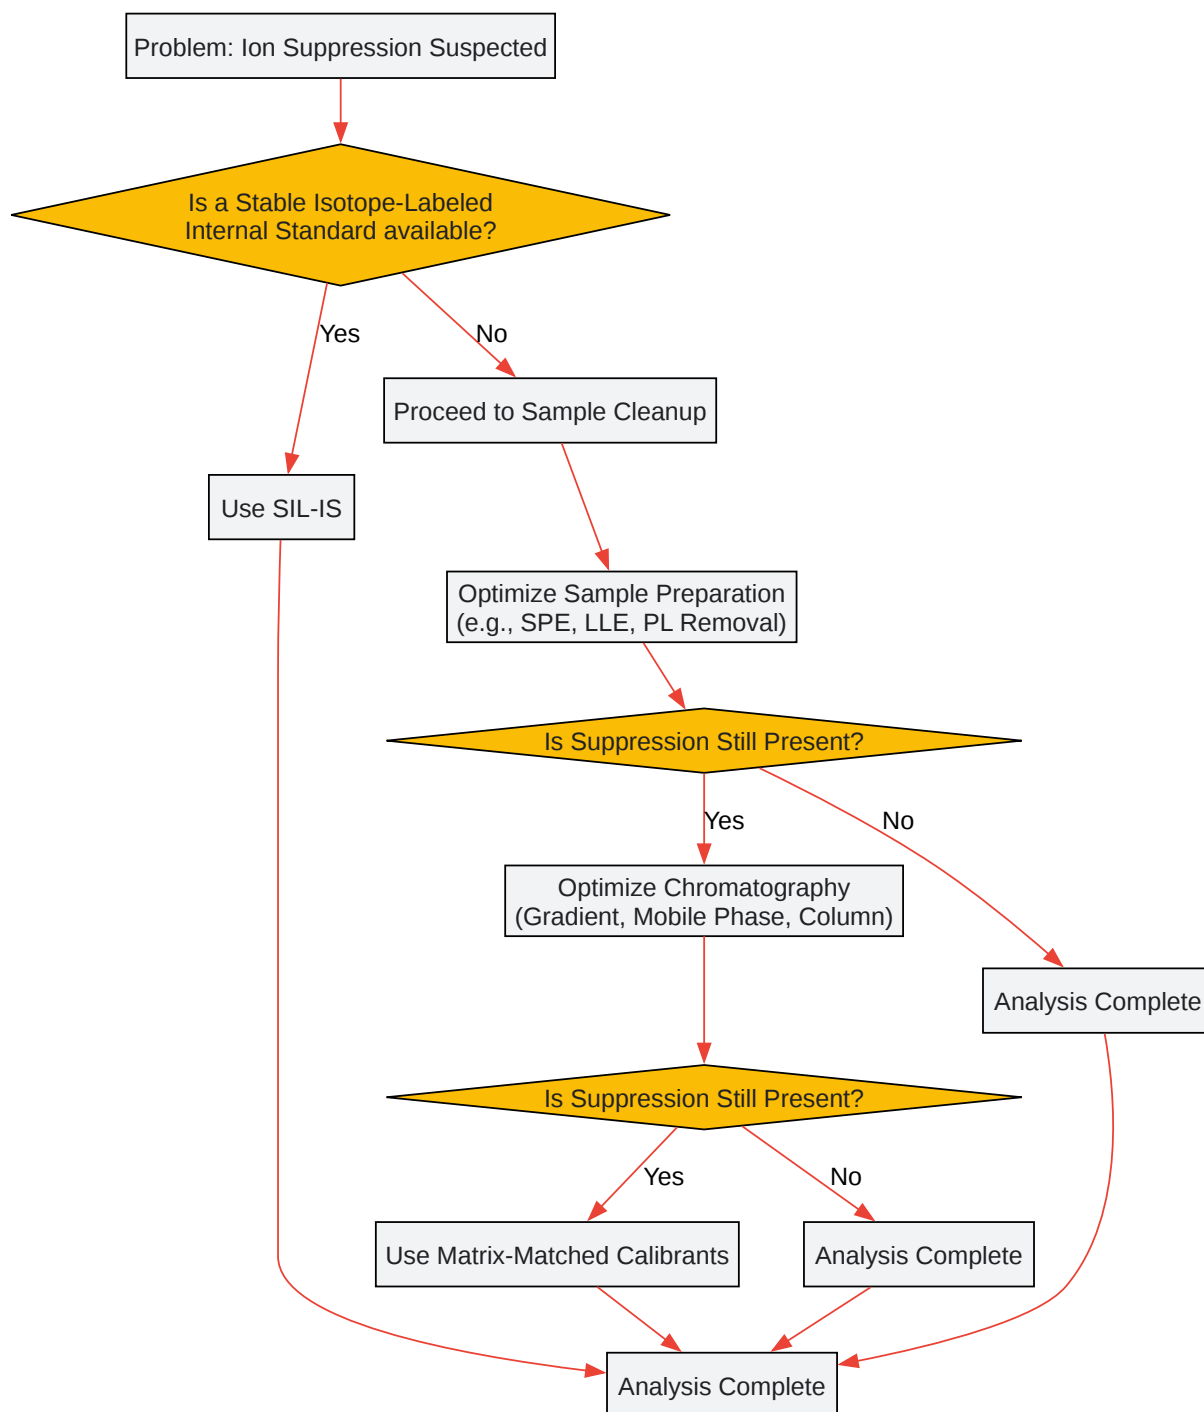 Problem: Ion Suppression Suspected
Is a Stable Isotope-Labeled
Internal Standard available?
Yes
No
Proceed to Sample Cleanup
Use SIL-IS
Optimize Sample Preparation
(e.g., SPE, LLE, PL Removal)
Is Suppression Still Present?
Yes
No
Optimize Chromatography
(Gradient, Mobile Phase, Column)
Analysis Complete
Is Suppression Still Present?
Yes
No
Use Matrix-Matched Calibrants
Analysis Complete
Analysis Complete